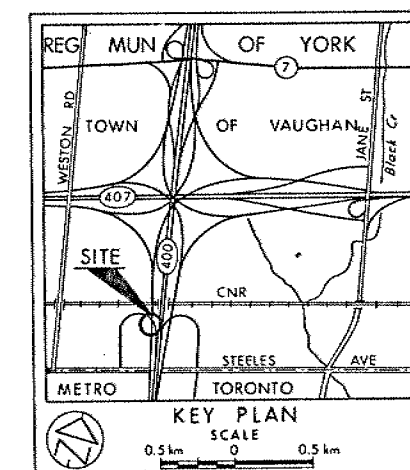 REG MUN OF YORK
7
WESTON RD
TOWN OF VAUGHAN
JANE ST
Black Cr
407
400
SITE
CNR
STEELES AVE
METRO TORONTO
KEY PLAN
SCALE
0.5 km 0 0.5 km